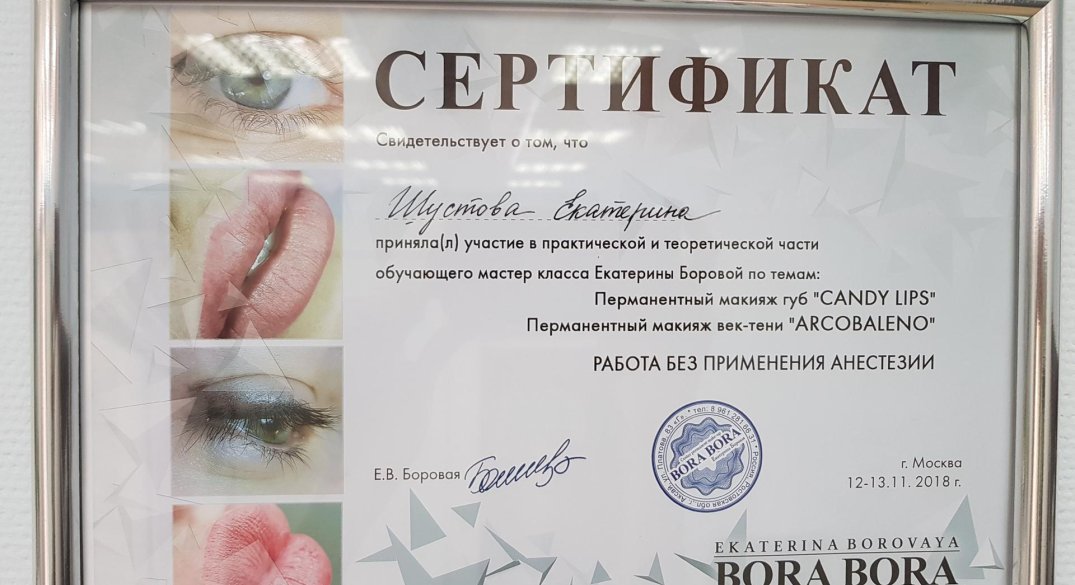 СЕРТИФИКАТ
Свидетельствует о том, что
Шустова Екатерина
приняла(л) участие в практической и теоретической части
обучающего мастер класса Екатерины Боровой по темам:
Перманентный макияж губ "CANDY LIPS"
Перманентный макияж век-тени "ARCOBALENO"
РАБОТА БЕЗ ПРИМЕНЕНИЯ АНЕСТЕЗИИ
Е.В. Боровая
BORA BORA
г. Москва
12-13.11. 2018 г.
EKATERINA BOROVAYA
BORA BORA